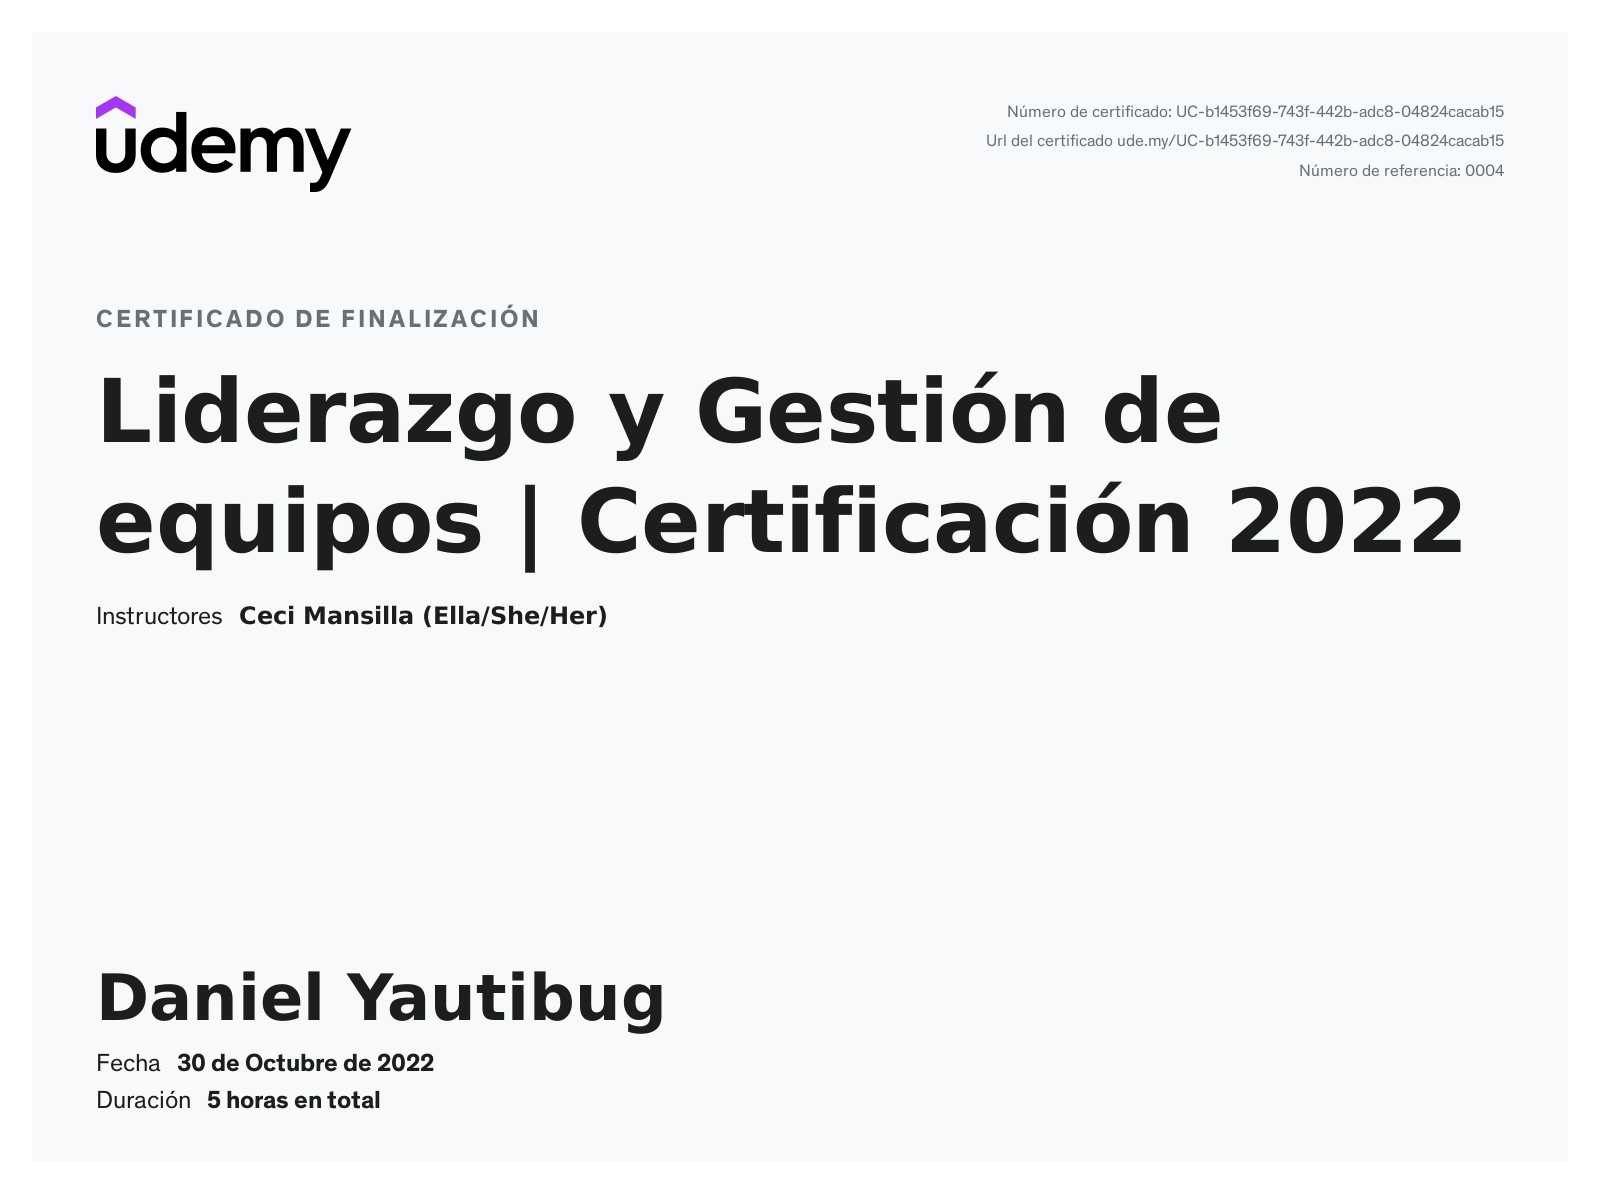 udemy
Número de certificado: UC-b1453f69-743f-442b-adc8-04824cacab15
Url del certificado ude.my/UC-b1453f69-743f-442b-adc8-04824cacab15
Número de referencia: 0004
CERTIFICADO DE FINALIZACIÓN
Liderazgo y Gestión de
equipos | Certificación 2022
Instructores Ceci Mansilla (Ella/She/Her)
Daniel Yautibug
Fecha 30 de Octubre de 2022
Duración 5 horas en total